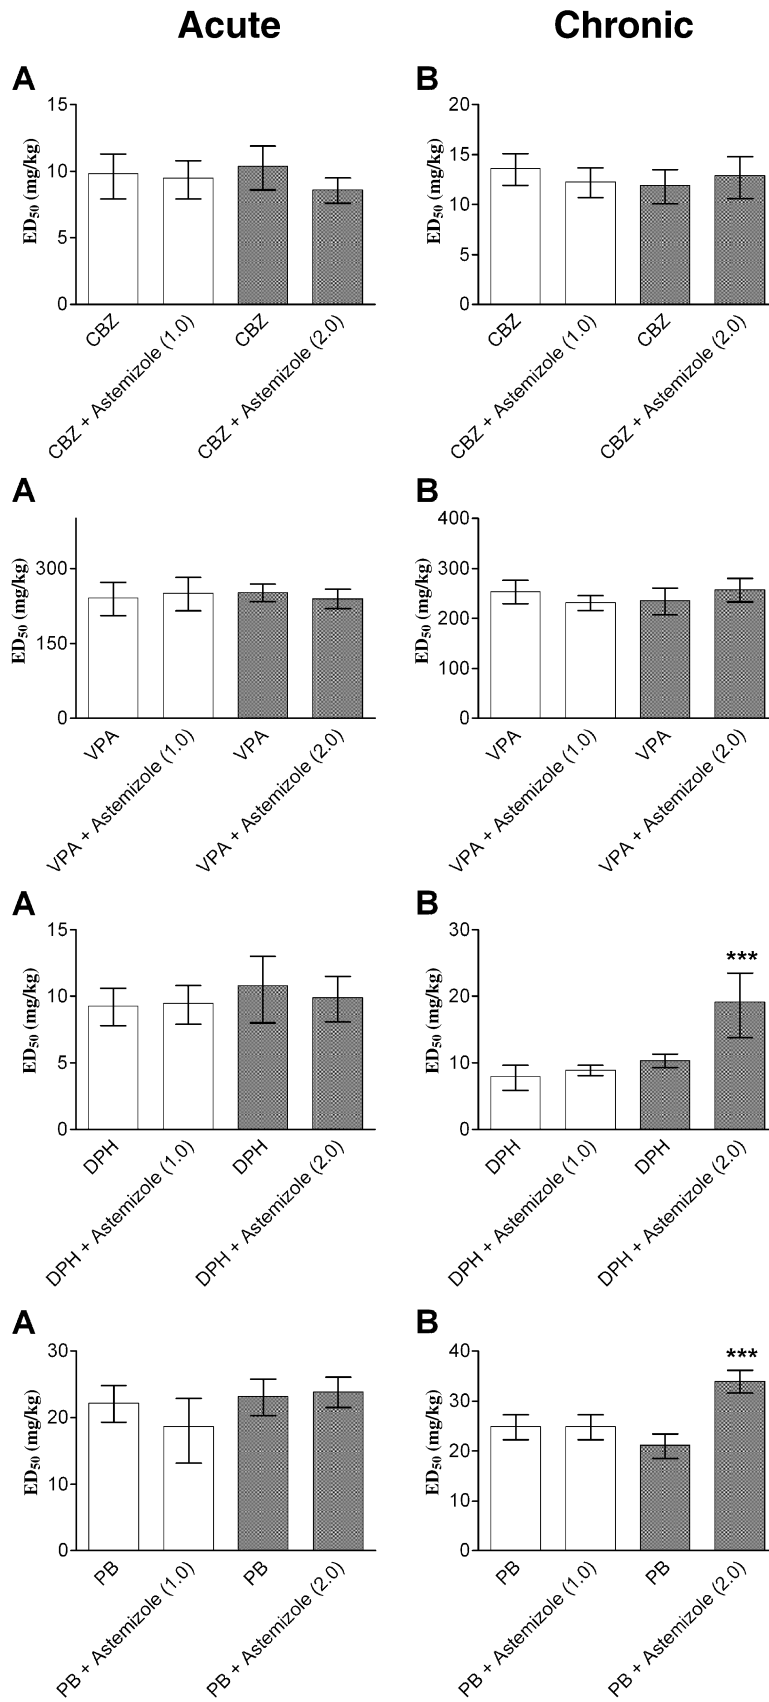 Acute
Chronic
A
ED50 (mg/kg)
15
10
5
0
CBZ
CBZ + Astemizole (1.0)
CBZ
CBZ + Astemizole (2.0)
B
ED50 (mg/kg)
20
15
10
5
0
CBZ
CBZ + Astemizole (1.0)
CBZ
CBZ + Astemizole (2.0)
A
ED50 (mg/kg)
300
150
0
VPA
VPA + Astemizole (1.0)
VPA
VPA + Astemizole (2.0)
B
ED50 (mg/kg)
400
300
200
100
0
VPA
VPA + Astemizole (1.0)
VPA
VPA + Astemizole (2.0)
A
ED50 (mg/kg)
15
10
5
0
DPH
DPH + Astemizole (1.0)
DPH
DPH + Astemizole (2.0)
B
ED50 (mg/kg)
30
20
10
0
***
DPH
DPH + Astemizole (1.0)
DPH
DPH + Astemizole (2.0)
A
ED50 (mg/kg)
30
20
10
0
PB
PB + Astemizole (1.0)
PB
PB + Astemizole (2.0)
B
ED50 (mg/kg)
40
30
20
10
0
***
PB
PB + Astemizole (1.0)
PB
PB + Astemizole (2.0)